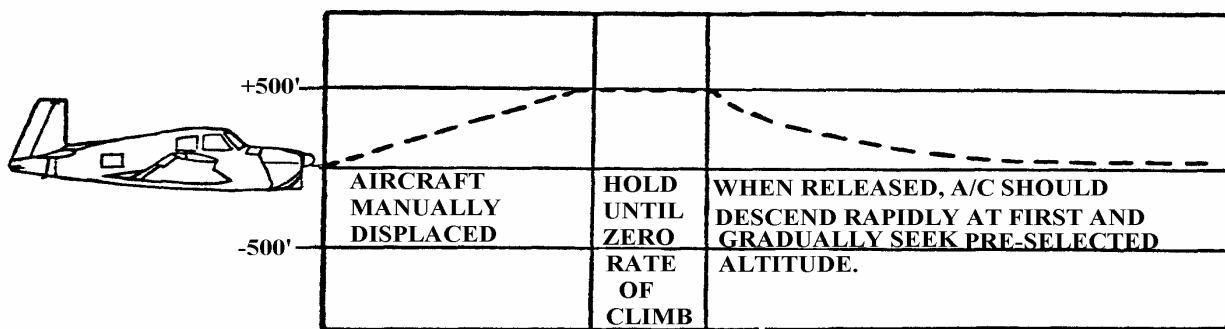 +500'
AIRCRAFT
MANUALLY
DISPLACED
HOLD
UNTIL
ZERO
RATE
OF
CLIMB
WHEN RELEASED, A/C SHOULD
DESCEND RAPIDLY AT FIRST AND
GRADUALLY SEEK PRE-SELECTED
ALTITUDE.
-500'